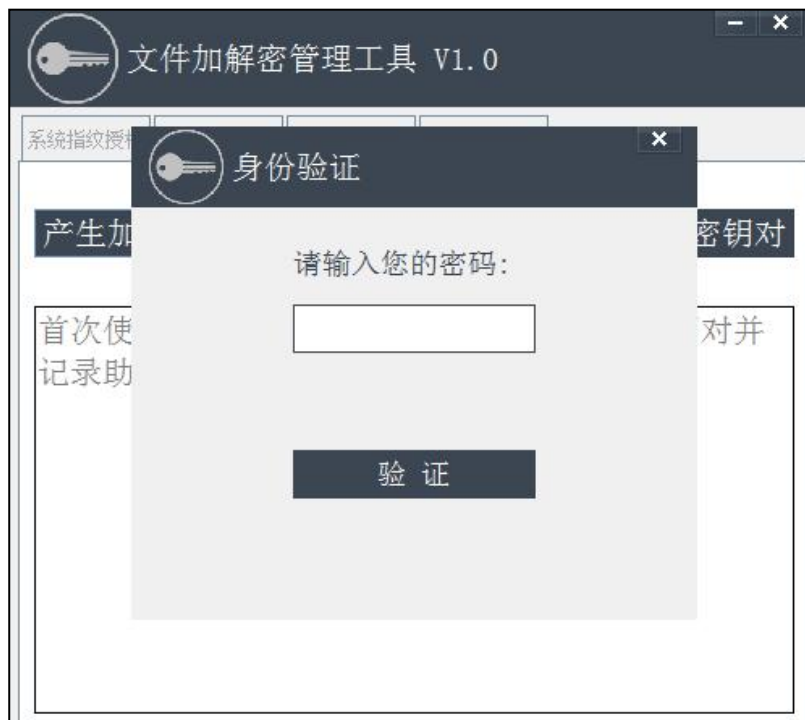 文件加解密管理工具 V1.0
系统指纹授
身份验证
产生加
密钥对
请输入您的密码:
首次使
对并
记录助
验 证